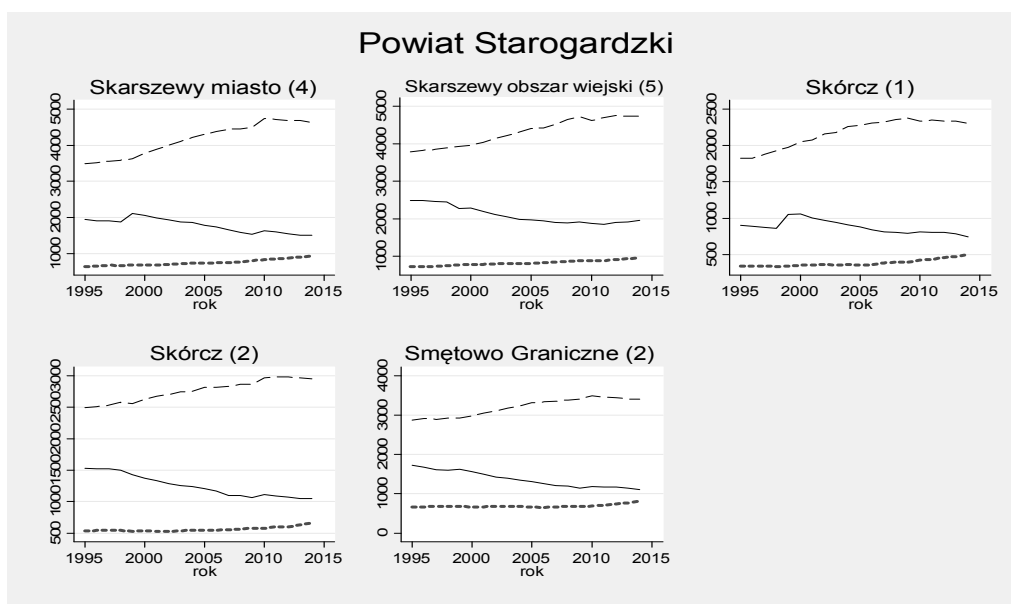 Powiat Starogardzki
Skarszewy miasto (4)
1000 2000 3000 4000 5000
1995 2000 2005 2010 2015
rok
Skarszewy obszar wiejski (5)
1000 2000 3000 4000 5000
1995 2000 2005 2010 2015
rok
Skórcz (1)
500 1000 1500 2000 2500
1995 2000 2005 2010 2015
rok
Skórcz (2)
500 1000 1500 2000 2500 3000
1995 2000 2005 2010 2015
rok
Smętowo Graniczne (2)
0 1000 2000 3000 4000
1995 2000 2005 2010 2015
rok